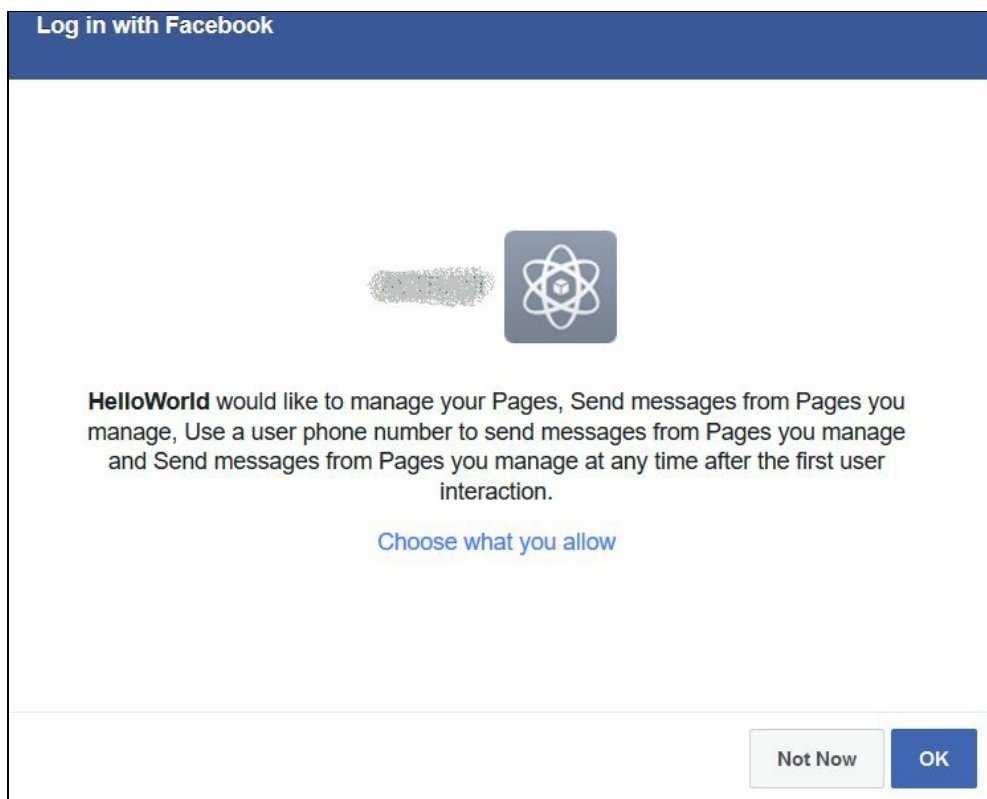 Log in with Facebook
HelloWorld would like to manage your Pages, Send messages from Pages you
manage, Use a user phone number to send messages from Pages you manage
and Send messages from Pages you manage at any time after the first user
interaction.
Choose what you allow
Not Now
OK